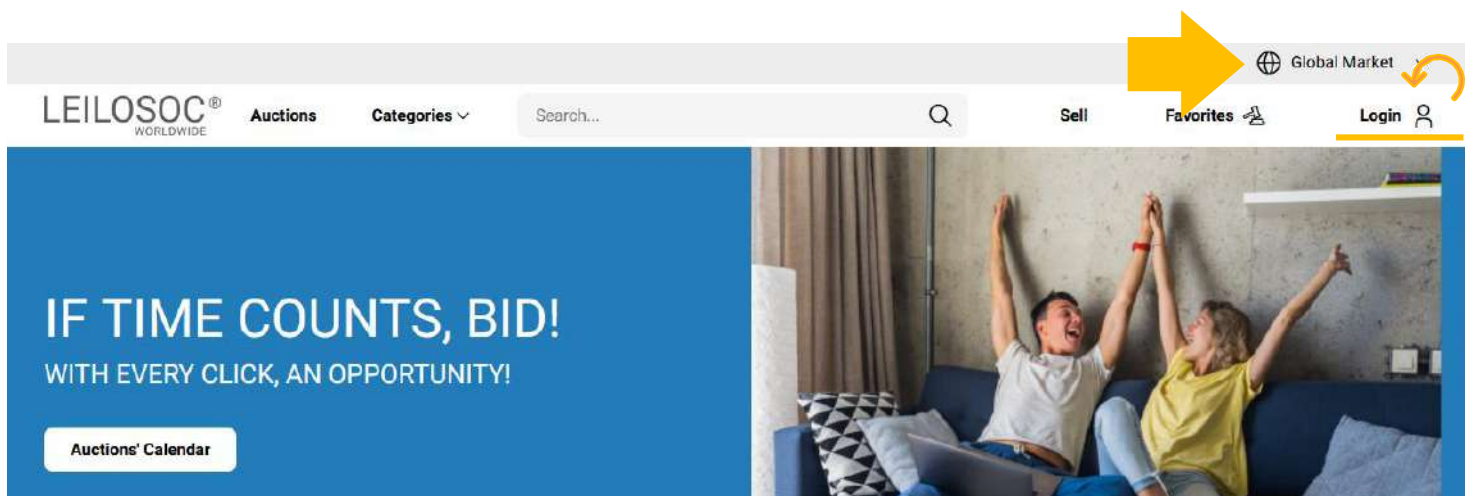 Global Market
LEILOSOC®
WORLDWIDE
Auctions
Categories
Search...
Sell
Favorites
Login
IF TIME COUNTS, BID!
WITH EVERY CLICK, AN OPPORTUNITY!
Auctions' Calendar